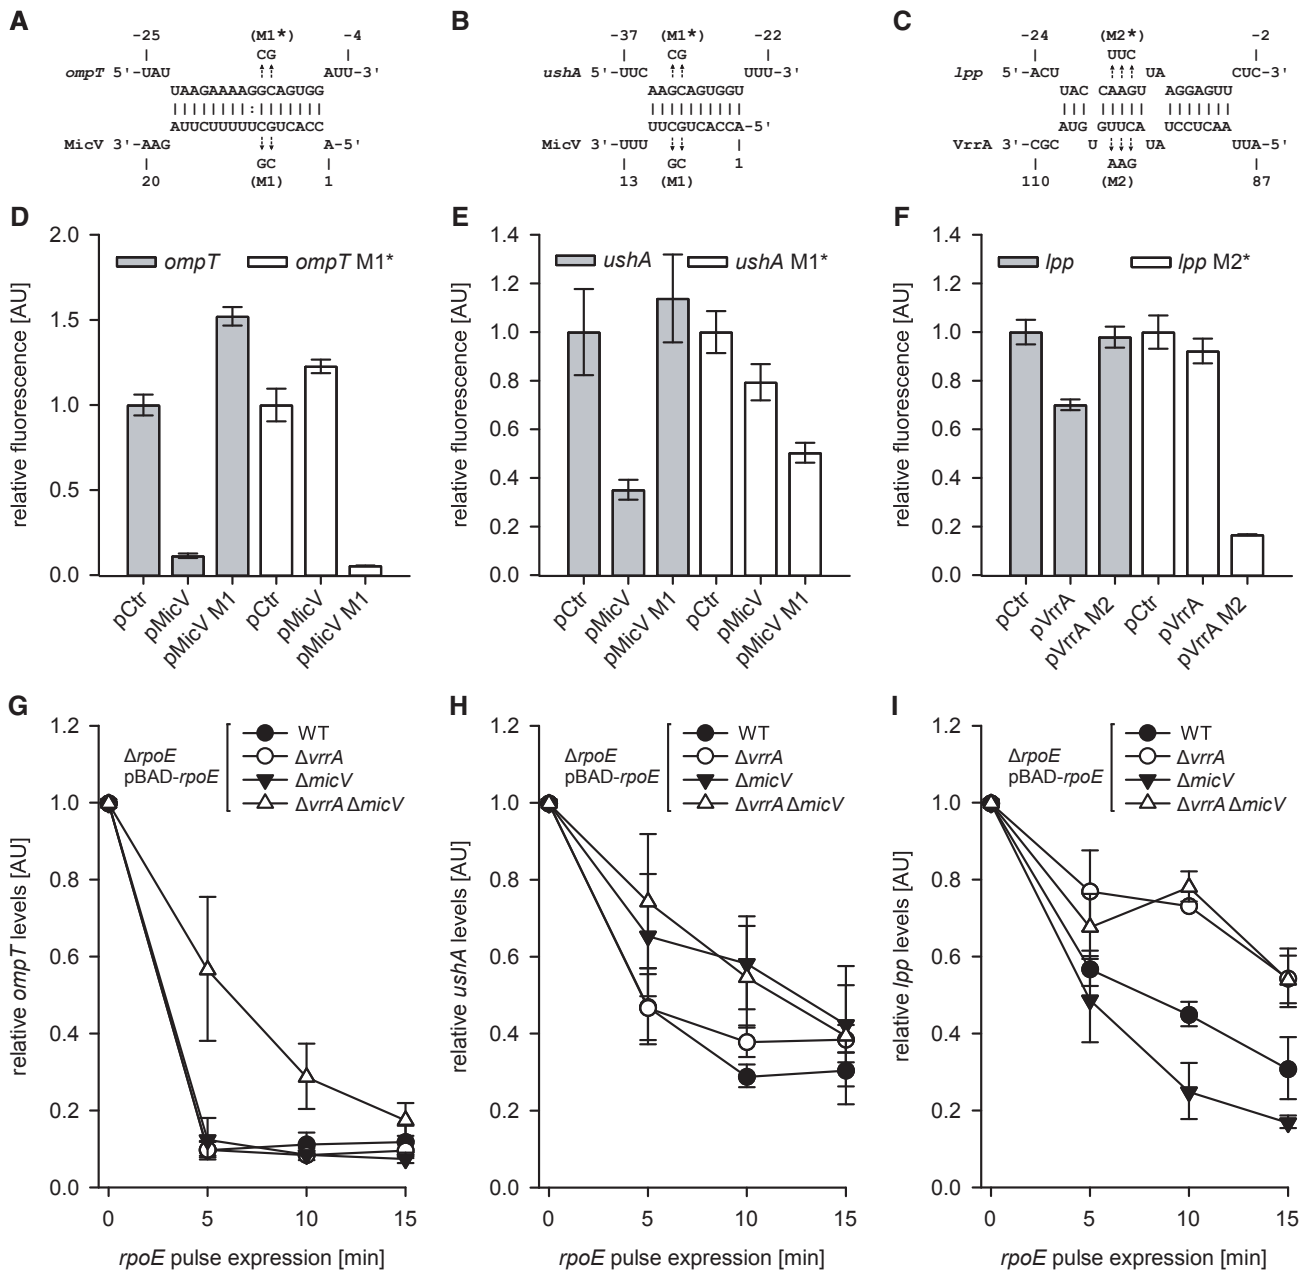 A
-25 (M1*) -4
CG
ompT 5'-UAU AUU-3'
UAAGAAAAGGCAGUGG
||||||||:|||||||
AUUCUUUUUCGUCACC
MicV 3'-AAG A-5'
GC
20 (M1) 1
B
-37 (M1*) -22
CG
ushA 5'-UUC UUU-3'
AAGCAGUGGU
||||||||||
UUCGUCACCA-5'
MicV 3'-UUU
GC
13 (M1) 1
C
-24 (M2*) -2
UUC
lpp 5'-ACU UA CUC-3'
UAC CAAGU AGGAGUU
||| ||||| |||||||
AUG GUUCA UCCUCAA
VrrA 3'-CGC U UA UUA-5'
AAG
110 (M2) 87
D
2.0
1.5
1.0
0.5
0.0
relative fluorescence [AU]
ompT ompT M1*
pCtr pMicV pMicV M1 pCtr pMicV pMicV M1
E
1.4
1.2
1.0
0.8
0.6
0.4
0.2
0.0
relative fluorescence [AU]
ushA ushA M1*
pCtr pMicV pMicV M1 pCtr pMicV pMicV M1
F
1.4
1.2
1.0
0.8
0.6
0.4
0.2
0.0
relative fluorescence [AU]
lpp lpp M2*
pCtr pVrrA pVrrA M2 pCtr pVrrA pVrrA M2
G
1.2
1.0
0.8
0.6
0.4
0.2
0.0
relative ompT levels [AU]
ΔrpoE
pBAD-rpoE
WT
ΔvrrA
ΔmicV
ΔvrrA ΔmicV
0 5 10 15
rpoE pulse expression [min]
H
1.2
1.0
0.8
0.6
0.4
0.2
0.0
relative ushA levels [AU]
ΔrpoE
pBAD-rpoE
WT
ΔvrrA
ΔmicV
ΔvrrA ΔmicV
0 5 10 15
rpoE pulse expression [min]
I
1.2
1.0
0.8
0.6
0.4
0.2
0.0
relative lpp levels [AU]
ΔrpoE
pBAD-rpoE
WT
ΔvrrA
ΔmicV
ΔvrrA ΔmicV
0 5 10 15
rpoE pulse expression [min]